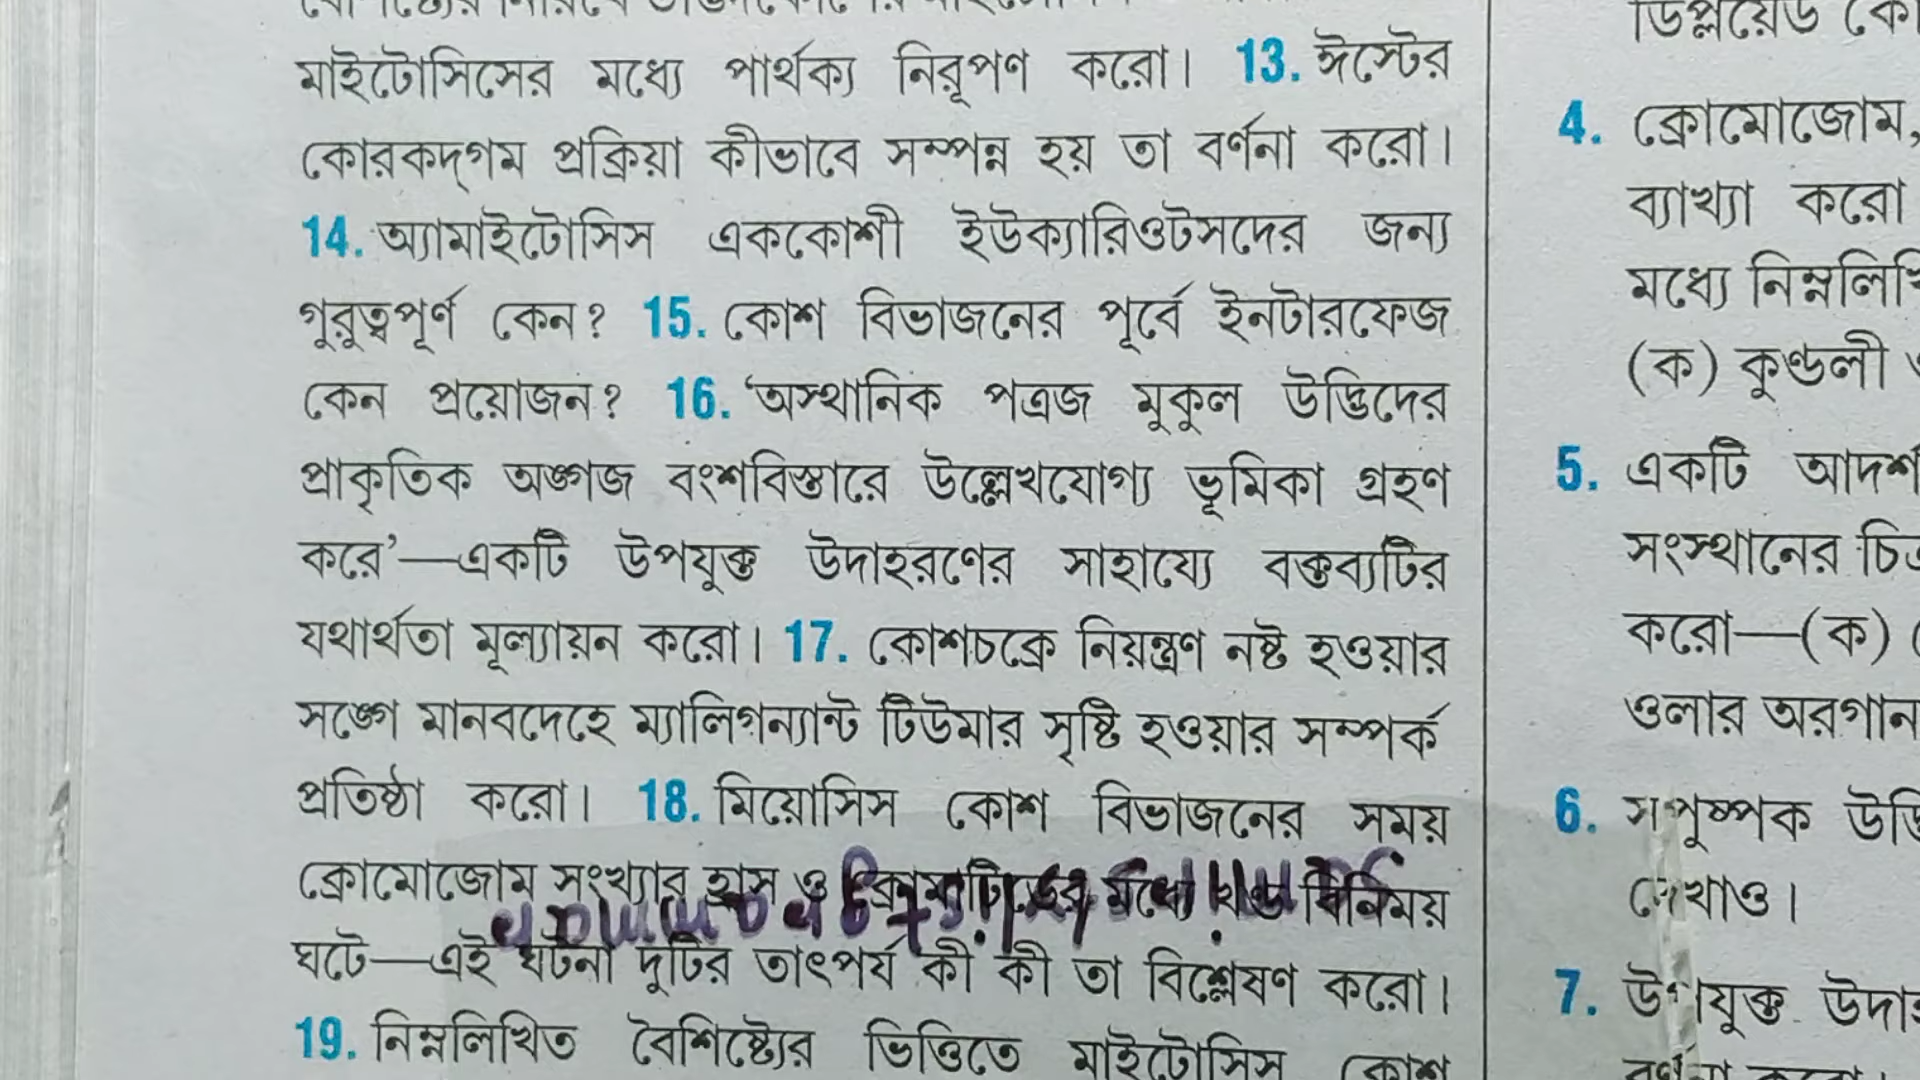 মাইটোসিসের মধ্যে পার্থক্য নিরূপণ করো। 13. ঈস্টের
কোরকদ্‌গম প্রক্রিয়া কীভাবে সম্পন্ন হয় তা বর্ণনা করো।
14. অ্যামাইটোসিস এককোশী ইউক্যারিওটসদের জন্য
গুরুত্বপূর্ণ কেন? 15. কোশ বিভাজনের পূর্বে ইনটারফেজ
কেন প্রয়োজন? 16. ‘অস্থানিক পত্রজ মুকুল উদ্ভিদের
প্রাকৃতিক অঙ্গজ বংশবিস্তারে উল্লেখযোগ্য ভূমিকা গ্রহণ
করে’—একটি উপযুক্ত উদাহরণের সাহায্যে বক্তব্যটির
যথার্থতা মূল্যায়ন করো। 17. কোশচক্রে নিয়ন্ত্রণ নষ্ট হওয়ার
সঙ্গে মানবদেহে ম্যালিগন্যান্ট টিউমার সৃষ্টি হওয়ার সম্পর্ক
প্রতিষ্ঠা করো। 18. মিয়োসিস কোশ বিভাজনের সময়
ক্রোমোজোম সংখ্যার হ্রাস ও ক্রোমাটিডের মধ্যে খণ্ড বিনিময়
ঘটে—এই ঘটনা দুটির তাৎপর্য কী কী তা বিশ্লেষণ করো।
19. নিম্নলিখিত বৈশিষ্ট্যের ভিত্তিতে মাইটোসিস কোশ
4. ক্রোমোজোম,
ব্যাখ্যা করো
মধ্যে
(ক) কুণ্ডলী
5. একটি আদর্শ
সংস্থানের
করো—(ক)
ওলার অরগান
6. সপুষ্পক
দেখাও।
7. উপযুক্ত